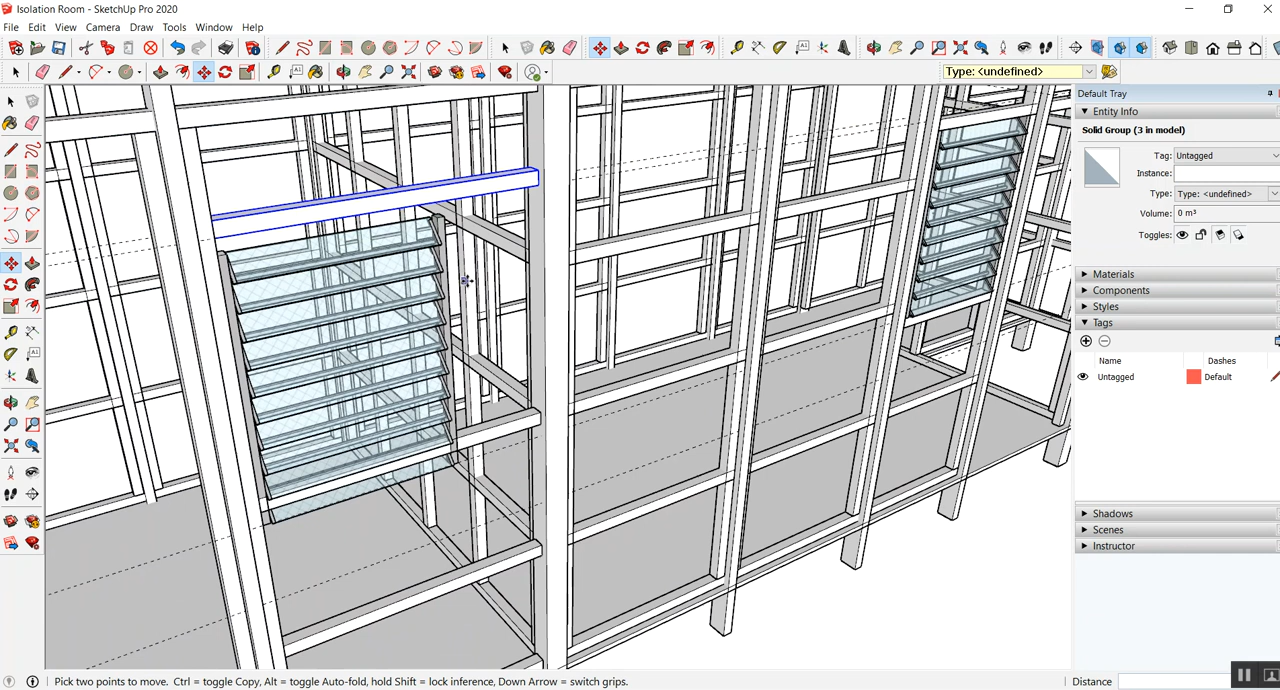 Isolation Room - SketchUp Pro 2020
File Edit View Camera Draw Tools Window Help
Type: <undefined>
Default Tray
Entity Info
Solid Group (3 in model)
Tag: Untagged
Instance:
Type: Type: <undefined>
Volume: 0 m³
Toggles:
Materials
Components
Styles
Tags
Name Dashes
Untagged Default
Shadows
Scenes
Instructor
Pick two points to move. Ctrl = toggle Copy, Alt = toggle Auto-fold, hold Shift = lock inference, Down Arrow = switch grips.
Distance